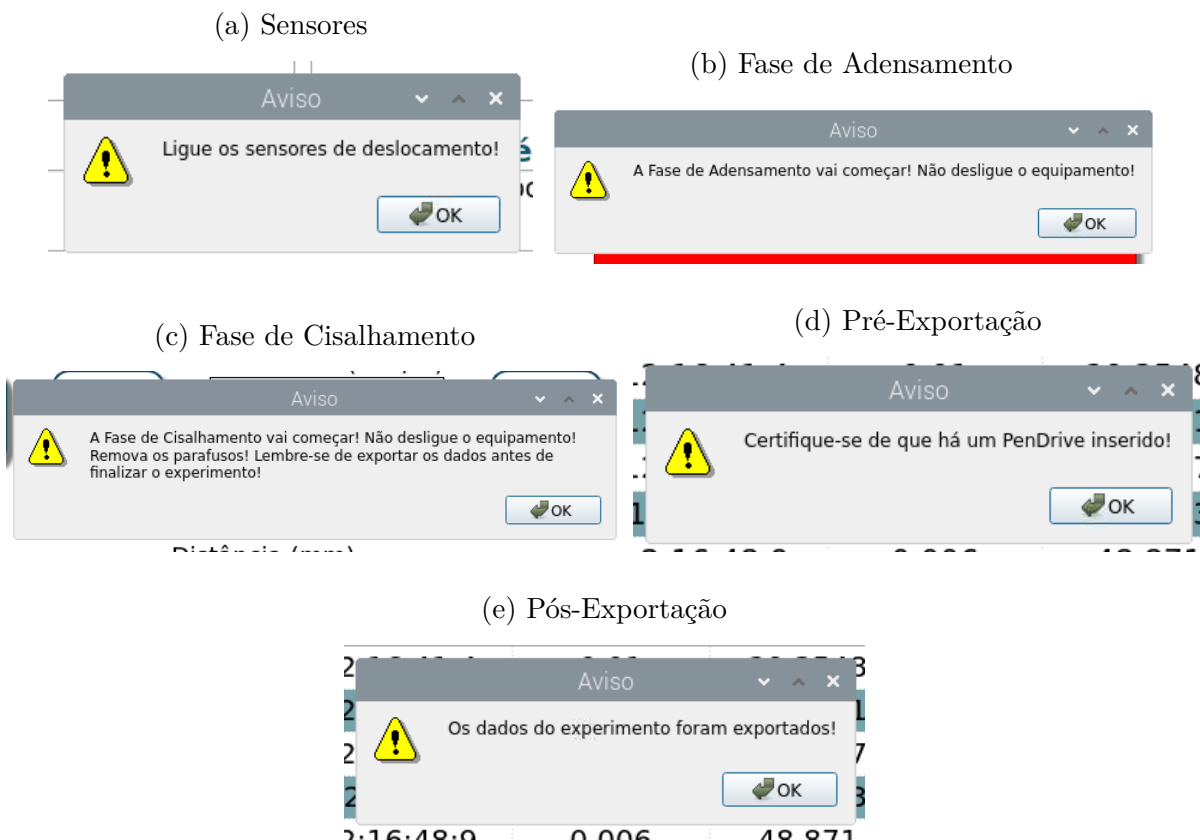 (a) Sensores
Aviso
Ligue os sensores de deslocamento!
OK
(b) Fase de Adensamento
Aviso
A Fase de Adensamento vai começar! Não desligue o equipamento!
OK
(c) Fase de Cisalhamento
Aviso
A Fase de Cisalhamento vai começar! Não desligue o equipamento!
Remova os parafusos! Lembre-se de exportar os dados antes de
finalizar o experimento!
OK
(d) Pré-Exportação
Aviso
Certifique-se de que há um PenDrive inserido!
OK
(e) Pós-Exportação
Aviso
Os dados do experimento foram exportados!
OK
2:16:48:9 0.006 48.871